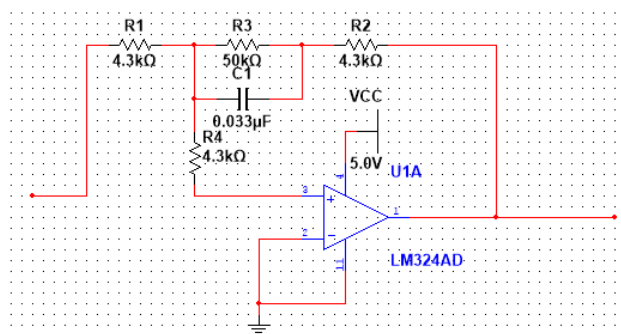 R1
4.3kΩ
R3
50kΩ
R2
4.3kΩ
C1
0.033µF
VCC
5.0V
R4
4.3kΩ
U1A
4
3
+
1
2
−
11
LM324AD